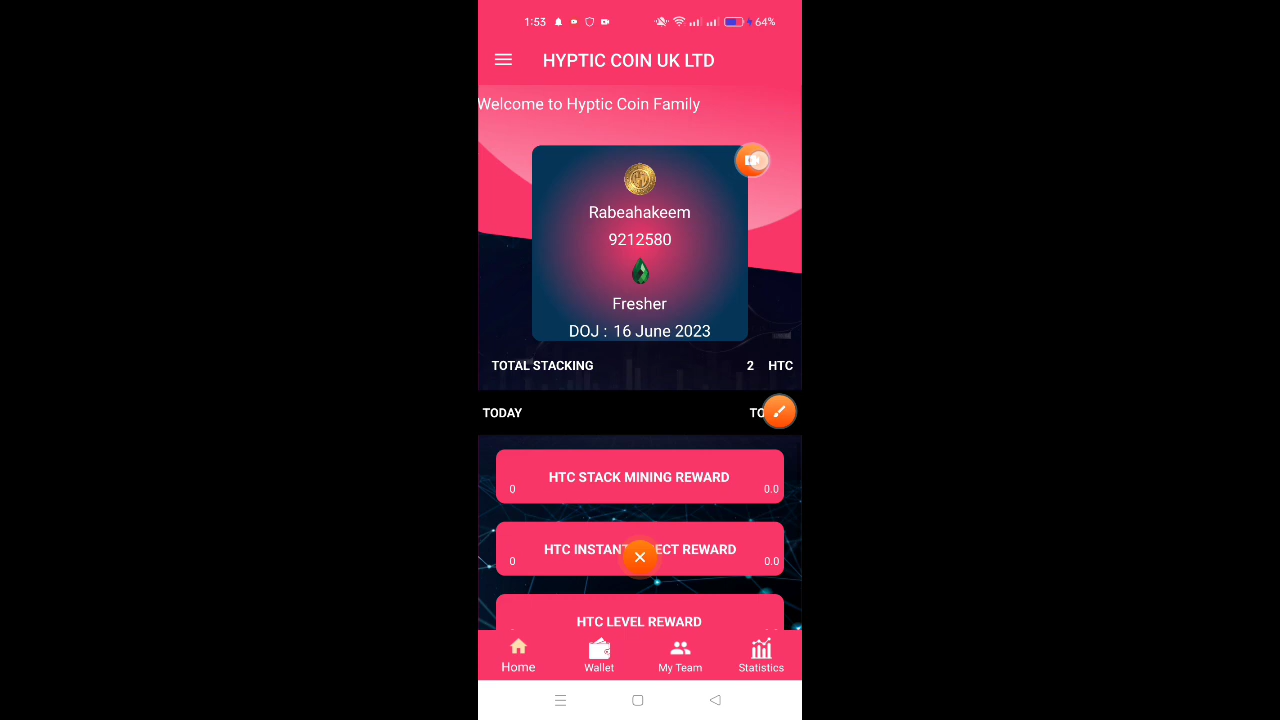 1:53 64%
HYPTIC COIN UK LTD
Welcome to Hyptic Coin Family
Rabeahakeem
9212580
Fresher
DOJ : 16 June 2023
TOTAL STACKING 2 HTC
TODAY
HTC STACK MINING REWARD
0 0.0
HTC REWARD
0 0.0
HTC LEVEL REWARD
Home Wallet My Team Statistics